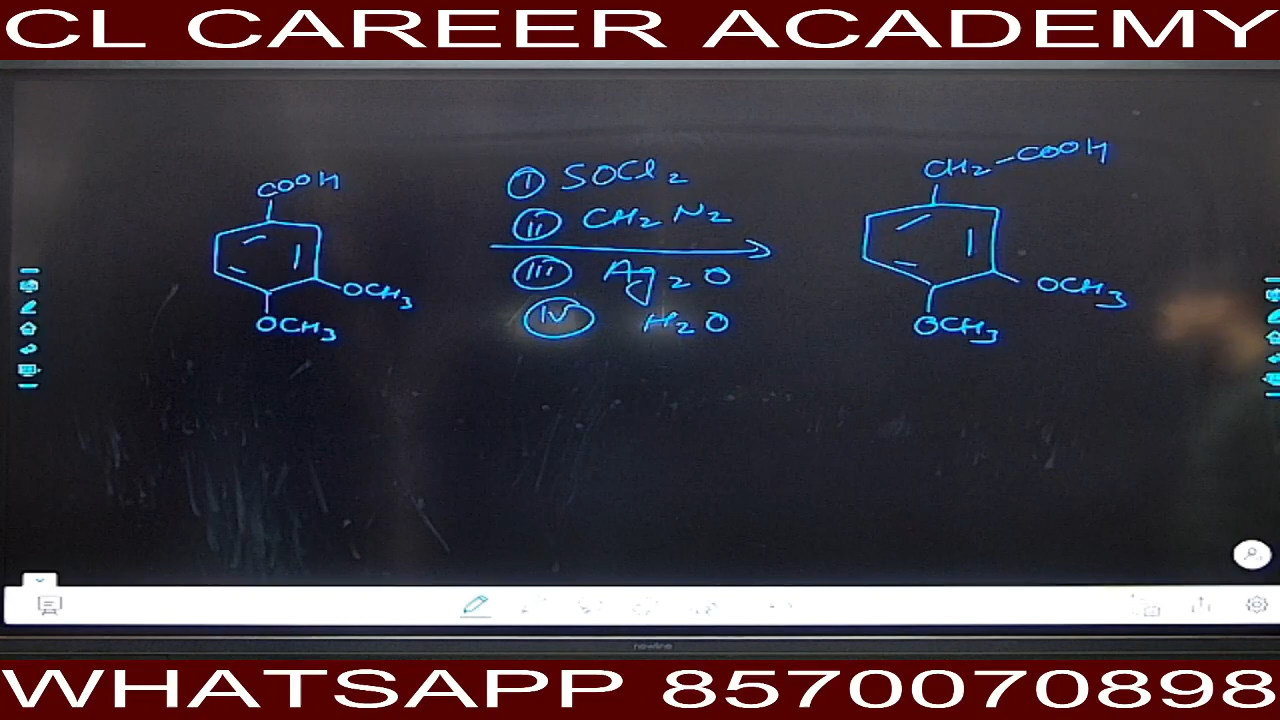 CL CAREER ACADEMY
COOH
OCH3
OCH3
i SOCl2
ii CH2N2
iii Ag2O
iv H2O
CH2-COOH
OCH3
OCH3
newline
WHATSAPP 8570070898